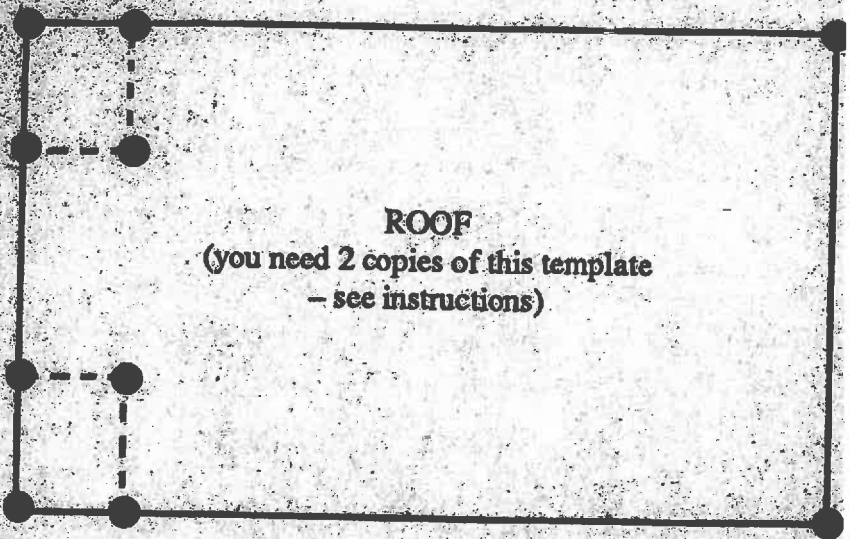 ROOF
(you need 2 copies of this template
– see instructions)